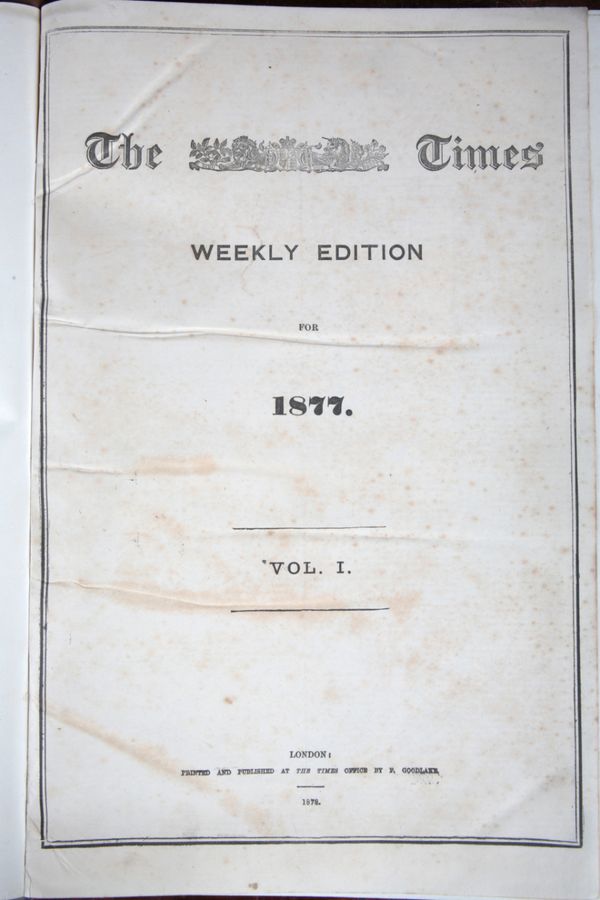 The Times
WEEKLY EDITION
FOR
1877.
VOL. I.
LONDON:
PRINTED AND PUBLISHED AT THE TIMES OFFICE BY F. GOODLAKE
1878.